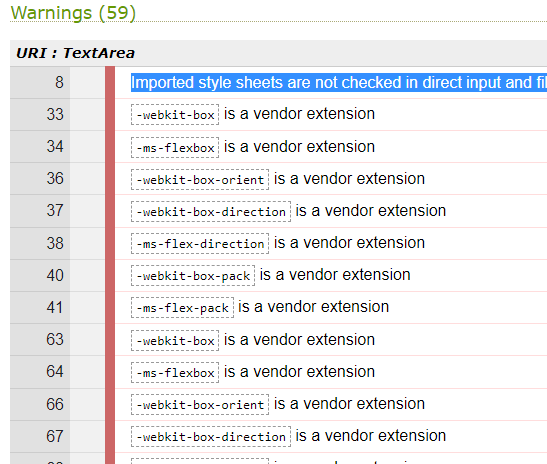 Warnings (59)
URI : TextArea
8 Imported style sheets are not checked in direct input and
33 -webkit-box is a vendor extension
34 -ms-flexbox is a vendor extension
36 -webkit-box-orient is a vendor extension
37 -webkit-box-direction is a vendor extension
38 -ms-flex-direction is a vendor extension
40 -webkit-box-pack is a vendor extension
41 -ms-flex-pack is a vendor extension
63 -webkit-box is a vendor extension
64 -ms-flexbox is a vendor extension
66 -webkit-box-orient is a vendor extension
67 -webkit-box-direction is a vendor extension